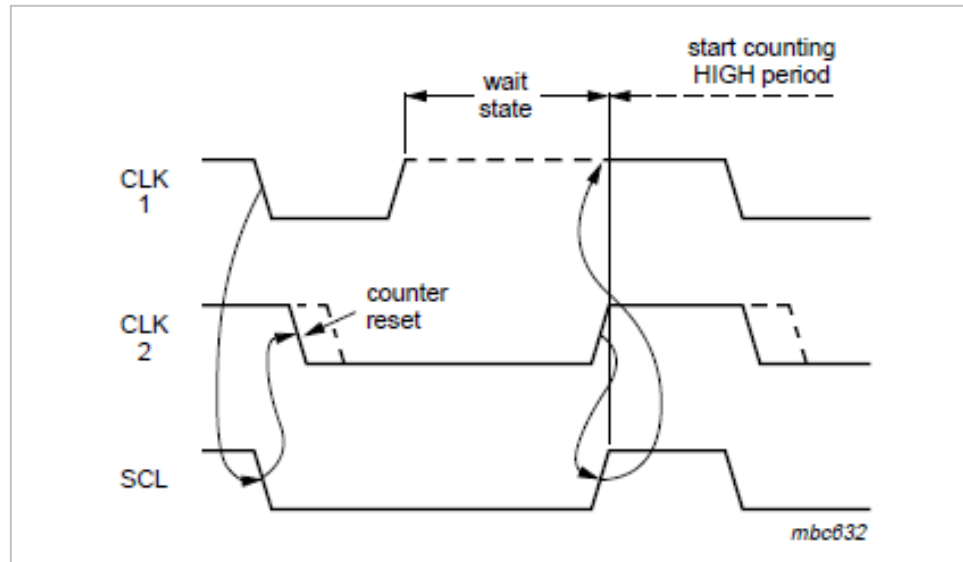 start counting
HIGH period
wait
state
CLK
1
counter
reset
CLK
2
SCL
mbc632